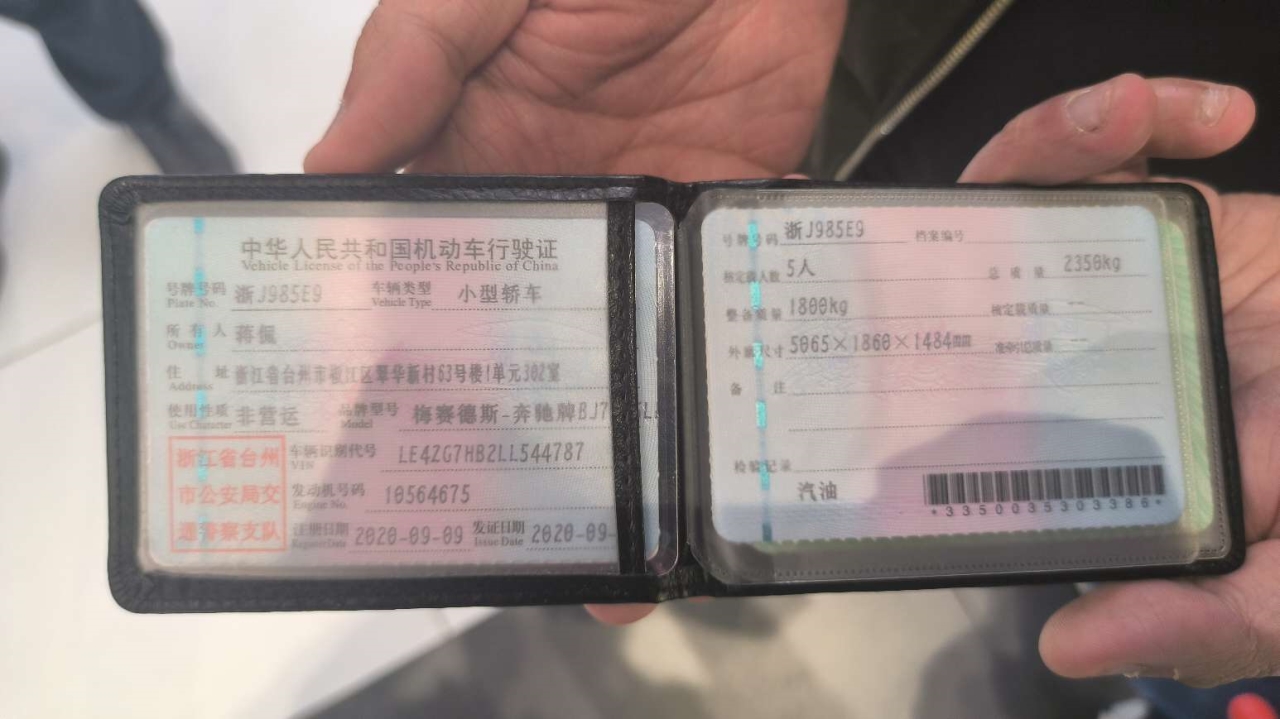 中华人民共和国机动车行驶证
Vehicle License of the People's Republic of China
号牌号码 浙J985E9 车辆类型 小型轿车
Plate No. Vehicle Type
所有人 蒋
Owner
住址 浙江省台州市椒江区翠华新村63号楼1单元302室
Address
使用性质 非营运 品牌型号 梅赛德斯-奔驰牌BJ7
Use Character Model
浙江省台州
市公安局交
通警察支队
车辆识别代号 LE4ZG7HB2LL544787
VIN
发动机号码 10564675
Engine No.
注册日期 2020-09-09 发证日期 2020-09-
Register Date Issue Date
号牌号码 浙J985E9 档案编号
核定载人数 5人 总质量 2350kg
整备质量 1800kg 核定载质量 --
外廓尺寸 5065×1860×1484mm 准牵引总质量 --
备注
检验记录
汽油
*3350035303386*